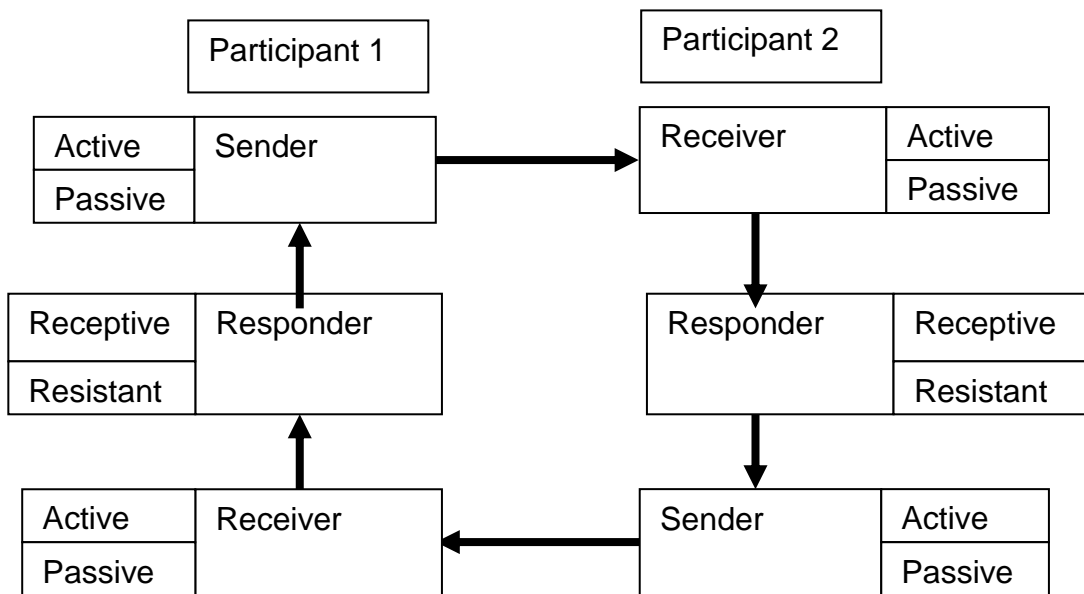 Participant 1
Participant 2
Active
Sender
Passive
Receiver
Active
Passive
Receptive
Responder
Resistant
Responder
Receptive
Resistant
Active
Receiver
Passive
Sender
Active
Passive